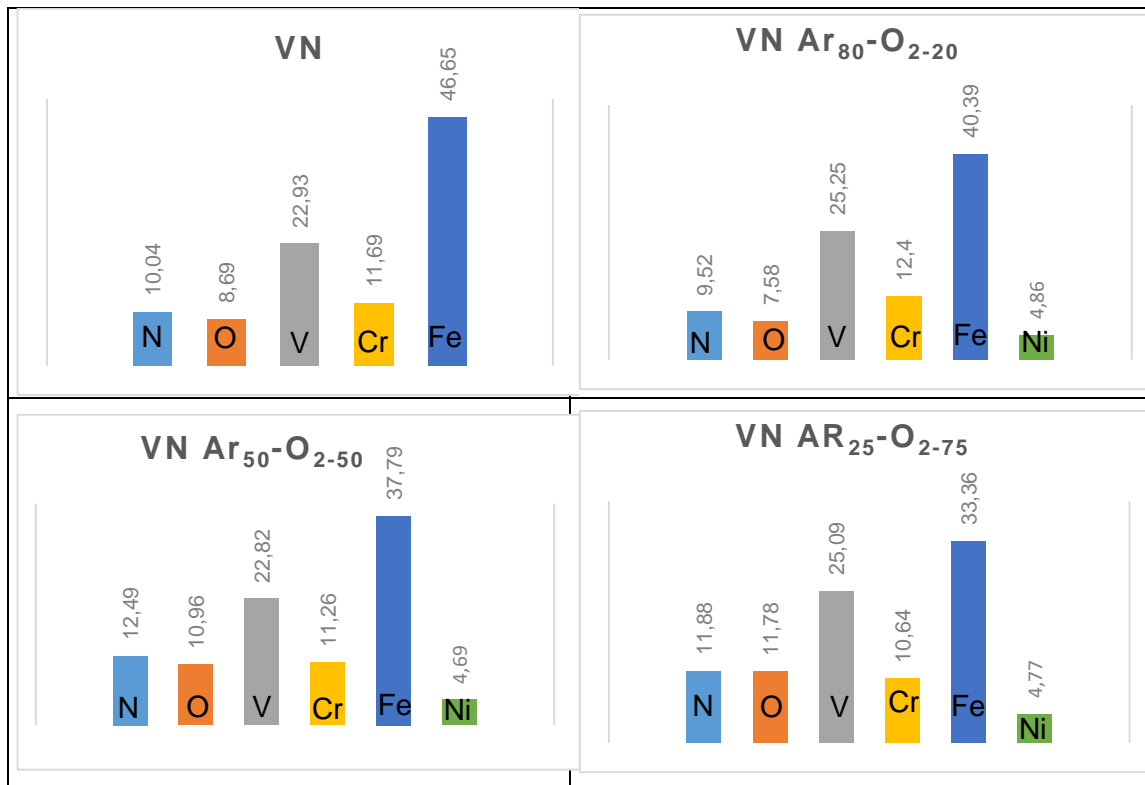 VN
10,04
8,69
22,93
11,69
46,65
N
O
V
Cr
Fe
VN Ar₈₀-O₂₋₂₀
9,52
7,58
25,25
12,4
40,39
4,86
N
O
V
Cr
Fe
Ni
VN Ar₅₀-O₂₋₅₀
12,49
10,96
22,82
11,26
37,79
4,69
N
O
V
Cr
Fe
Ni
VN AR₂₅-O₂₋₇₅
11,88
11,78
25,09
10,64
33,36
4,77
N
O
V
Cr
Fe
Ni